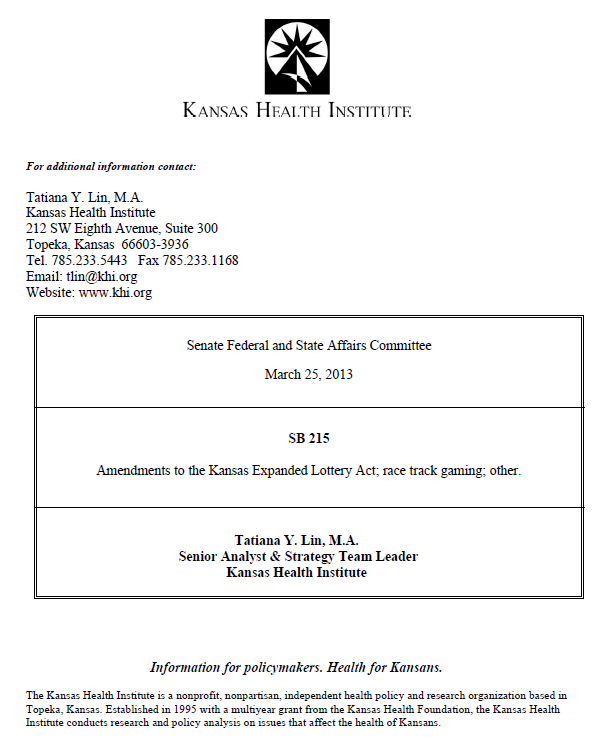 KANSAS HEALTH INSTITUTE
For additional information contact:
Tatiana Y. Lin, M.A.
Kansas Health Institute
212 SW Eighth Avenue, Suite 300
Topeka, Kansas  66603-3936
Tel. 785.233.5443   Fax 785.233.1168
Email: tlin@khi.org
Website: www.khi.org
Senate Federal and State Affairs Committee
March 25, 2013
SB 215
Amendments to the Kansas Expanded Lottery Act; race track gaming; other.
Tatiana Y. Lin, M.A.
Senior Analyst & Strategy Team Leader
Kansas Health Institute
Information for policymakers. Health for Kansans.
The Kansas Health Institute is a nonprofit, nonpartisan, independent health policy and research organization based in
Topeka, Kansas. Established in 1995 with a multiyear grant from the Kansas Health Foundation, the Kansas Health
Institute conducts research and policy analysis on issues that affect the health of Kansans.